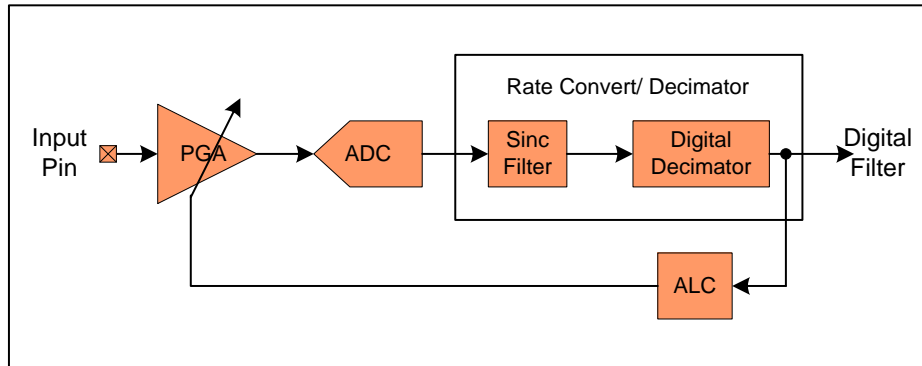 Rate Convert/ Decimator
Input
Pin
PGA
ADC
Sinc
Filter
Digital
Decimator
Digital
Filter
ALC